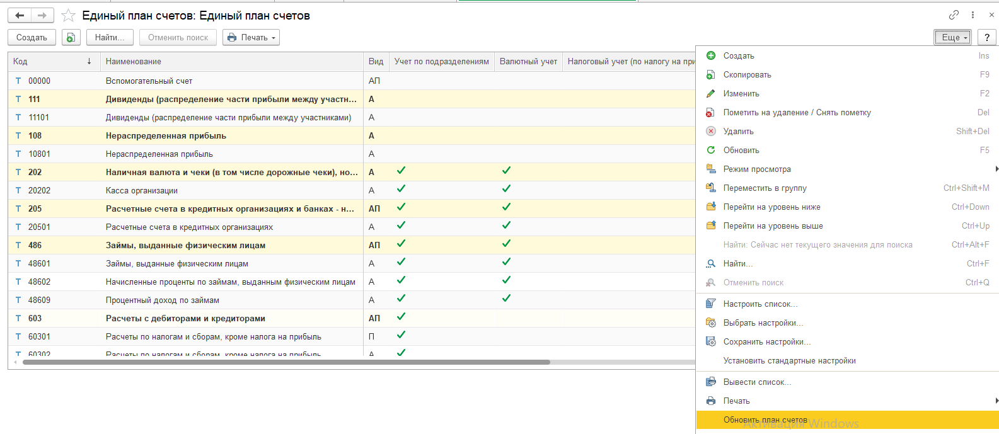 Единый план счетов: Единый план счетов
Создать Найти... Отменить поиск Печать Еще ?
Код ↓ Наименование Вид Учет по подразделениям Валютный учет Налоговый учет (по налогу на при
Т 00000 Вспомогательный счет АП
Т 111 Дивиденды (распределение части прибыли между участн... А
Т 11101 Дивиденды (распределение части прибыли между участниками) А
Т 108 Нераспределенная прибыль А
Т 10801 Нераспределенная прибыль А
Т 202 Наличная валюта и чеки (в том числе дорожные чеки), но... А
Т 20202 Касса организации А
Т 205 Расчетные счета в кредитных организациях и банках - н... АП
Т 20501 Расчетные счета в кредитных организациях А
Т 486 Займы, выданные физическим лицам АП
Т 48601 Займы, выданные физическим лицам А
Т 48602 Начисленные проценты по займам, выданным физическим лицам А
Т 48609 Процентный доход по займам А
Т 603 Расчеты с дебиторами и кредиторами АП
Т 60301 Расчеты по налогам и сборам, кроме налога на прибыль П
Т 60302 Расчеты по налогам и сборам, кроме налога на прибыль А
Создать Ins
Скопировать F9
Изменить F2
Пометить на удаление / Снять пометку Del
Удалить Shift+Del
Обновить F5
Режим просмотра
Переместить в группу Ctrl+Shift+M
Перейти на уровень ниже Ctrl+Down
Перейти на уровень выше Ctrl+Up
Найти: Сейчас нет текущего значения для поиска Ctrl+Alt+F
Найти... Ctrl+F
Отменить поиск Ctrl+Q
Настроить список...
Выбрать настройки...
Сохранить настройки...
Установить стандартные настройки
Вывести список...
Печать
Обновить план счетов
Активация Windows